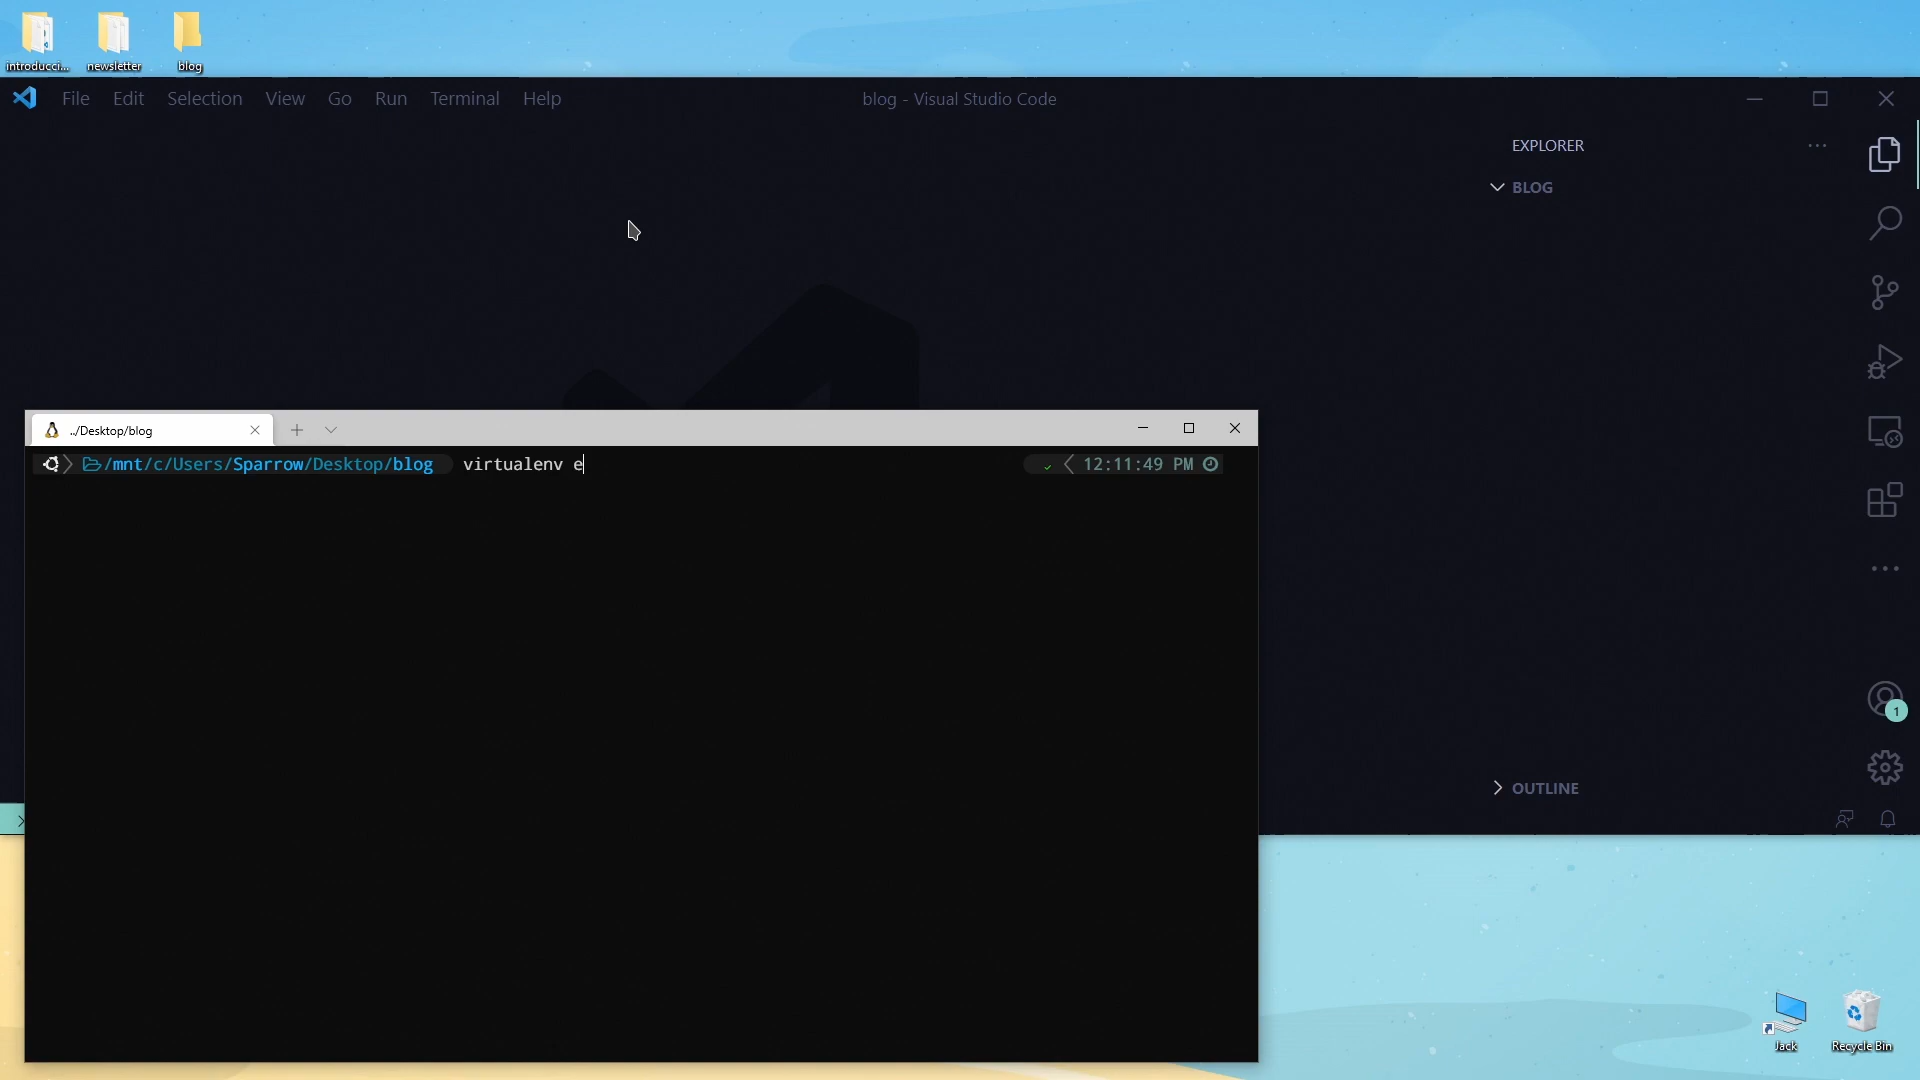 introducci...
newsletter
blog
File Edit Selection View Go Run Terminal Help
blog - Visual Studio Code
EXPLORER
BLOG
../Desktop/blog
/mnt/c/Users/Sparrow/Desktop/blog virtualenv e
12:11:49 PM
1
OUTLINE
Jack
Recycle Bin